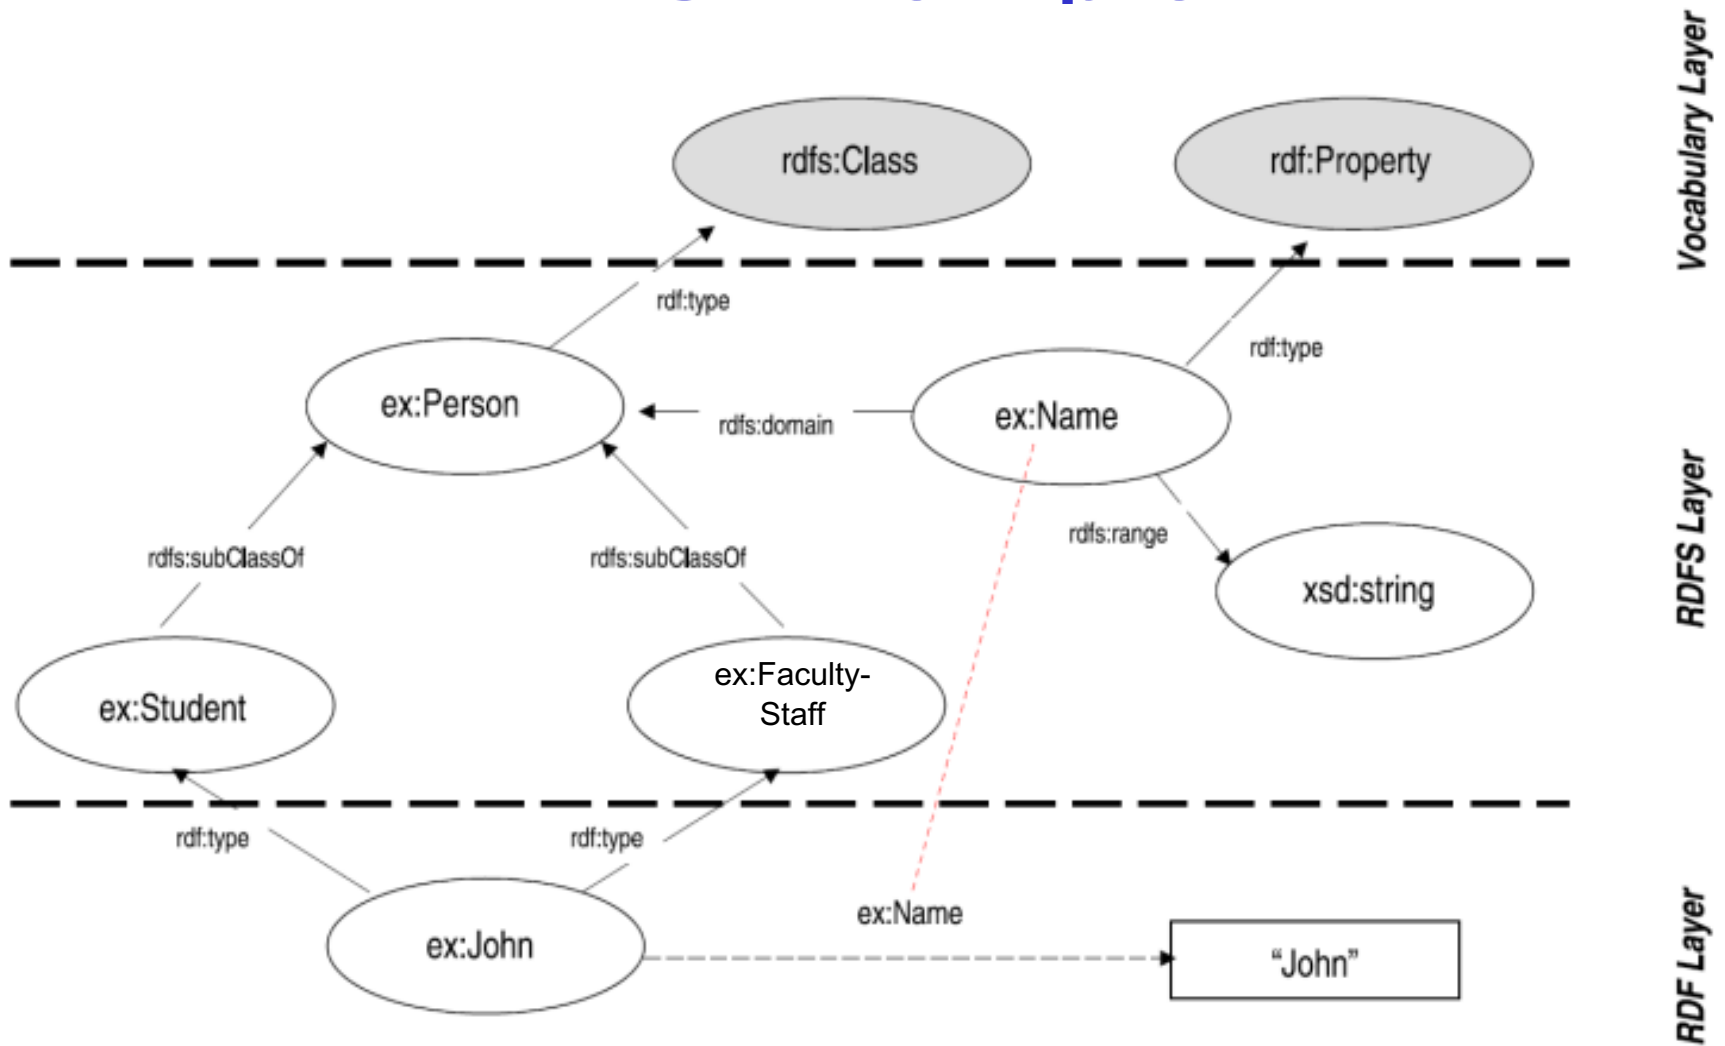 Vocabulary Layer
rdfs:Class
rdf:Property
rdf:type
rdf:type
ex:Person
rdfs:domain
ex:Name
RDFS Layer
rdfs:range
rdfs:subClassOf
rdfs:subClassOf
xsd:string
ex:Student
ex:Faculty-
Staff
rdf:type
rdf:type
ex:Name
RDF Layer
ex:John
“John”